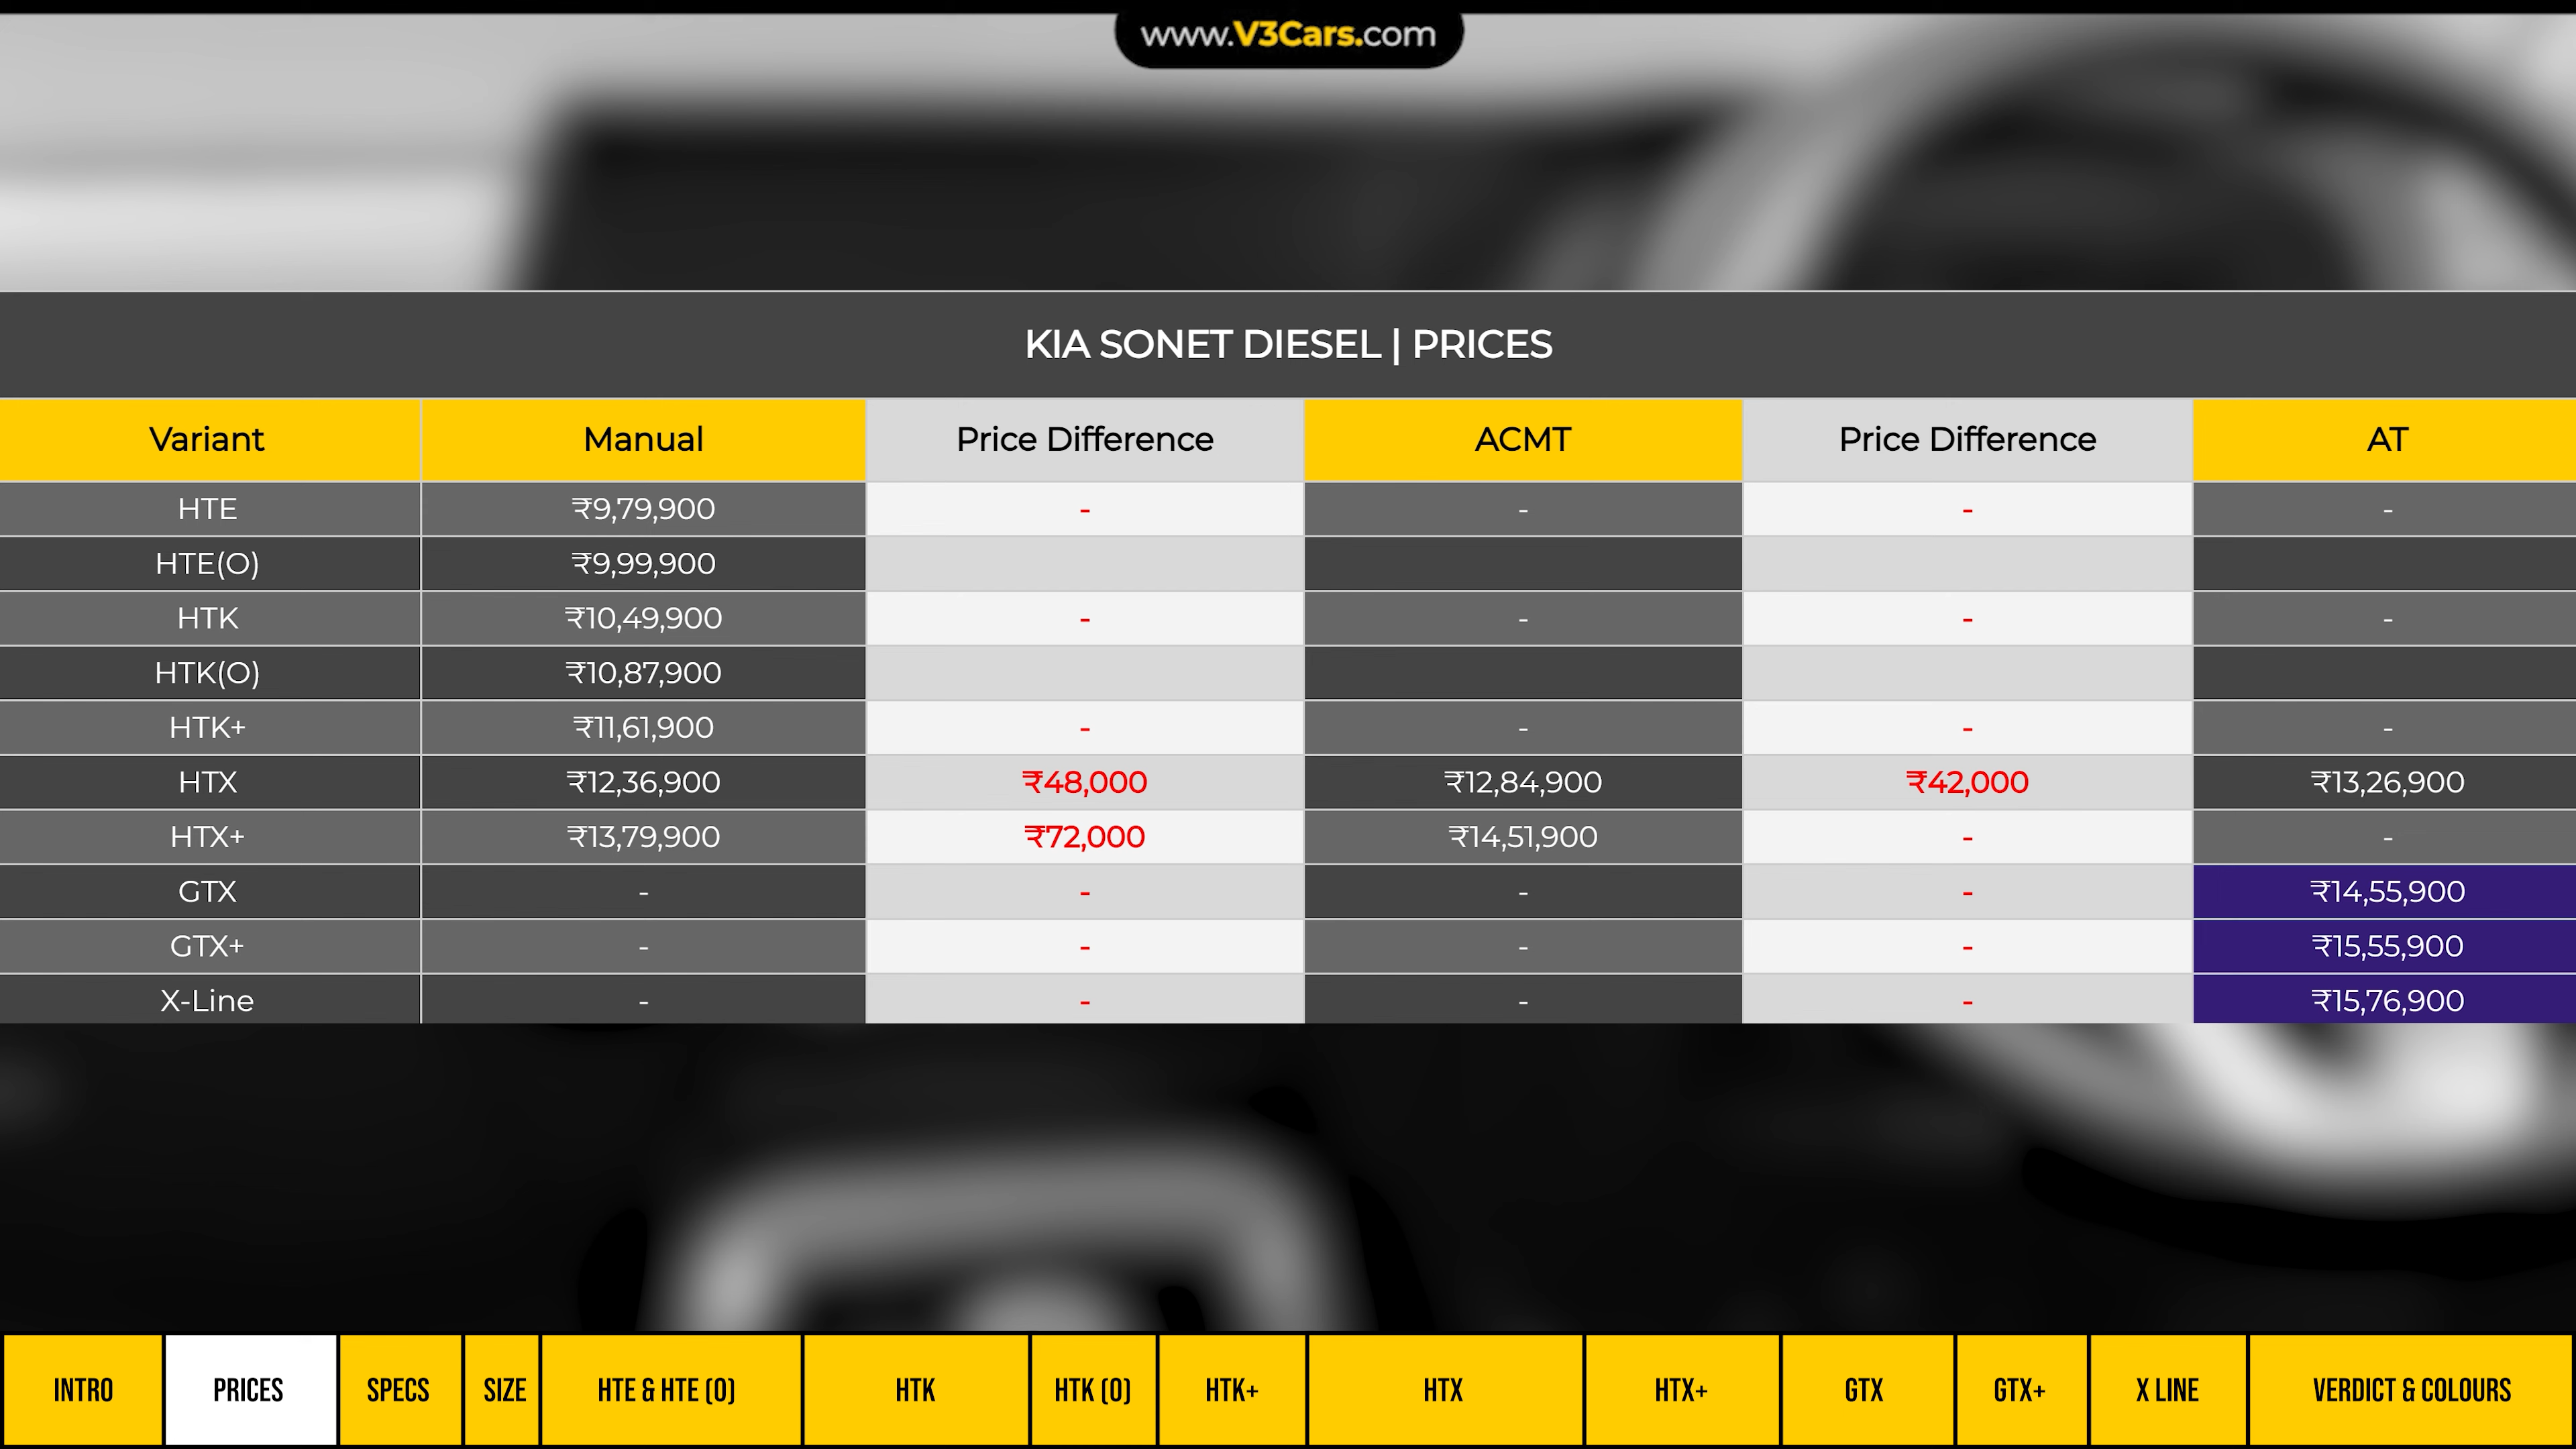 www.V3Cars.com
KIA SONET DIESEL | PRICES
Variant Manual Price Difference ACMT Price Difference AT
HTE ₹9,79,900 - - - -
HTE(O) ₹9,99,900
HTK ₹10,49,900 - - - -
HTK(O) ₹10,87,900
HTK+ ₹11,61,900 - - - -
HTX ₹12,36,900 ₹48,000 ₹12,84,900 ₹42,000 ₹13,26,900
HTX+ ₹13,79,900 ₹72,000 ₹14,51,900 - -
GTX - - - - ₹14,55,900
GTX+ - - - - ₹15,55,900
X-Line - - - - ₹15,76,900
INTRO PRICES SPECS SIZE HTE & HTE (O) HTK HTK (O) HTK+ HTX HTX+ GTX GTX+ X LINE VERDICT & COLOURS